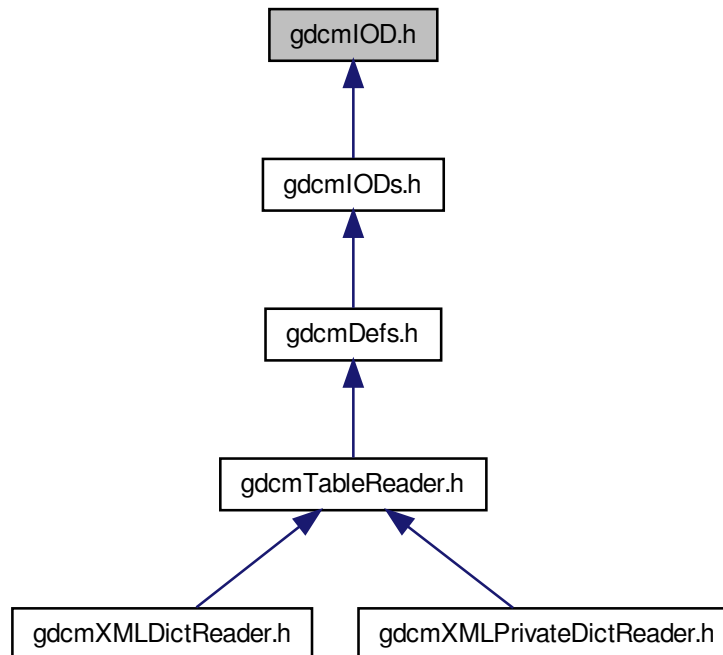 gdcmIOD.h
gdcmIODs.h
gdcmDefs.h
gdcmTableReader.h
gdcmXMLDictReader.h
gdcmXMLPrivateDictReader.h